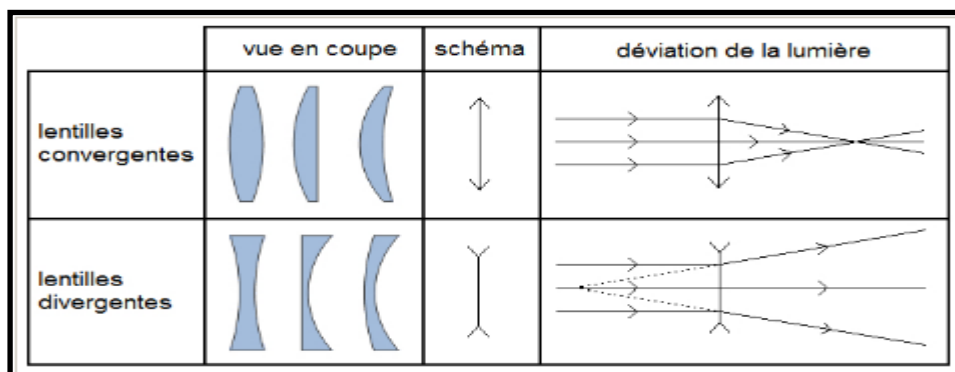 vue en coupe
schéma
déviation de la lumière
lentilles
convergentes
lentilles
divergentes